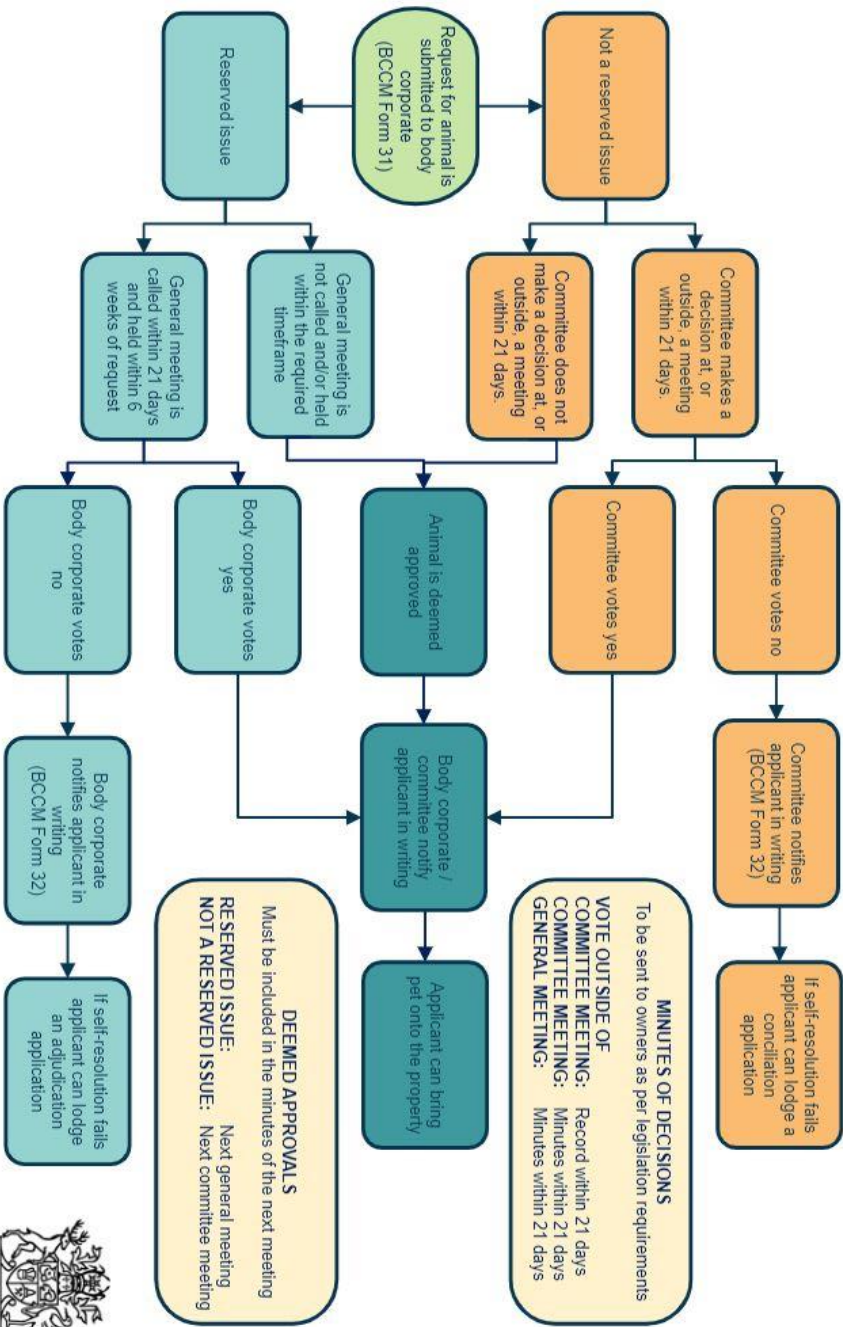 Request for animal is
submitted to body
corporate
(BCCM Form 31)
Not a reserved issue
Committee makes a
decision at, or
outside, a meeting
within 21 days.
Committee does not
make a decision at, or
outside, a meeting
within 21 days.
Committee votes no
Committee notifies
applicant in writing
(BCCM Form 32)
If self-resolution fails
applicant can lodge a
conciliation
application
Committee votes yes
Reserved issue
General meeting is
not called and/or held
within the required
timeframe
General meeting is
called within 21 days
and held within 6
weeks of request
Animal is deemed
approved
Body corporate /
committee notify
applicant in writing
Applicant can bring
pet onto the property
Body corporate votes
yes
Body corporate votes
no
Body corporate
notifies applicant in
writing
(BCCM Form 32)
If self-resolution fails
applicant can lodge
an adjudication
application
MINUTES OF DECISIONS
To be sent to owners as per legislation requirements
VOTE OUTSIDE OF
COMMITTEE MEETING: Record within 21 days
COMMITTEE MEETING: Minutes within 21 days
GENERAL MEETING: Minutes within 21 days
DEEMED APPROVALS
Must be included in the minutes of the next meeting
RESERVED ISSUE: Next general meeting
NOT A RESERVED ISSUE: Next committee meeting